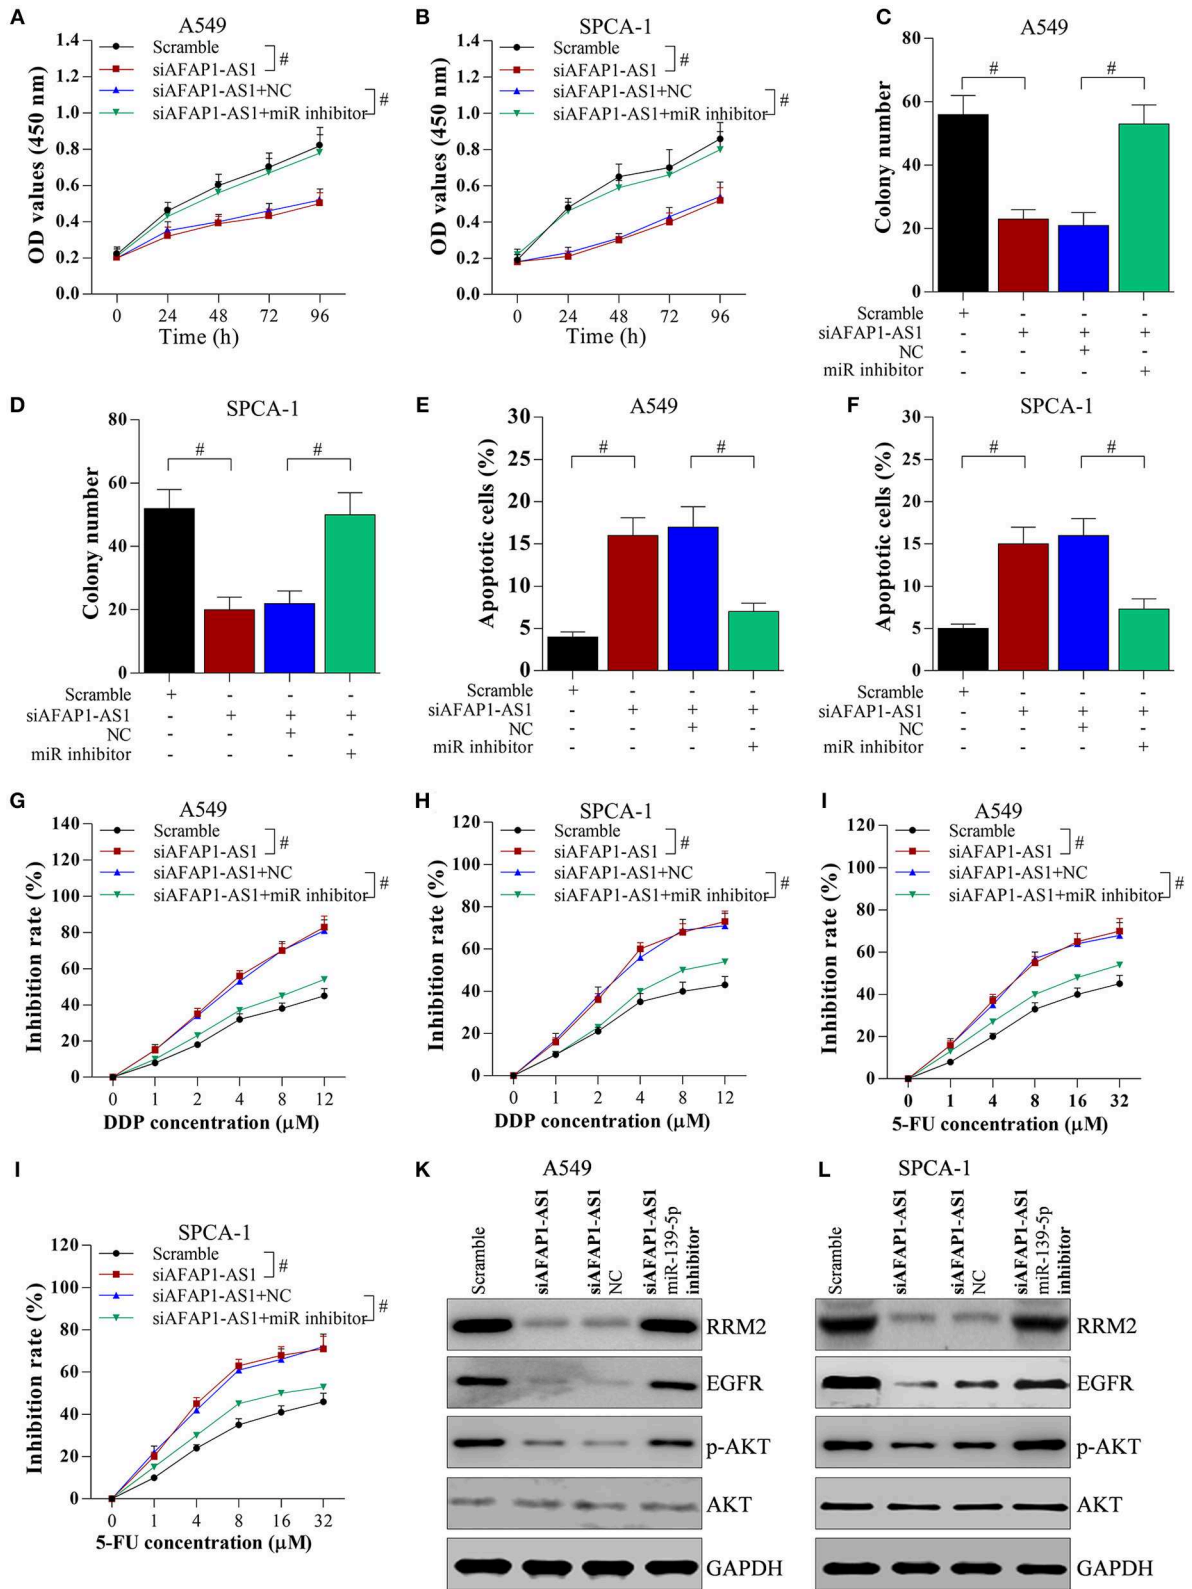 A
A549
Scramble
#
siAFAP1-AS1
siAFAP1-AS1+NC
#
siAFAP1-AS1+miR inhibitor
OD values (450 nm)
1.4
1.2
1.0
0.8
0.6
0.4
0.2
0.0
0 24 48 72 96
Time (h)
B
SPCA-1
Scramble
#
siAFAP1-AS1
siAFAP1-AS1+NC
#
siAFAP1-AS1+miR inhibitor
OD values (450 nm)
1.4
1.2
1.0
0.8
0.6
0.4
0.2
0.0
0 24 48 72 96
Time (h)
C
A549
Colony number
80
60
40
20
0
# #
Scramble + - - -
siAFAP1-AS1 - + + +
NC - - + -
miR inhibitor - - - +
D
SPCA-1
Colony number
80
60
40
20
0
# #
Scramble + - - -
siAFAP1-AS1 - + + +
NC - - + -
miR inhibitor - - - +
E
A549
Apoptotic cells (%)
30
25
20
15
10
5
0
# #
Scramble + - - -
siAFAP1-AS1 - + + +
NC - - + -
miR inhibitor - - - +
F
SPCA-1
Apoptotic cells (%)
30
25
20
15
10
5
0
# #
Scramble + - - -
siAFAP1-AS1 - + + +
NC - - + -
miR inhibitor - - - +
G
A549
Scramble
#
siAFAP1-AS1
siAFAP1-AS1+NC
#
siAFAP1-AS1+miR inhibitor
Inhibition rate (%)
140
120
100
80
60
40
20
0
0 1 2 4 8 12
DDP concentration (μM)
H
SPCA-1
Scramble
#
siAFAP1-AS1
siAFAP1-AS1+NC
#
siAFAP1-AS1+miR inhibitor
Inhibition rate (%)
120
100
80
60
40
20
0
0 1 2 4 8 12
DDP concentration (μM)
I
A549
Scramble
#
siAFAP1-AS1
siAFAP1-AS1+NC
#
siAFAP1-AS1+miR inhibitor
Inhibition rate (%)
120
100
80
60
40
20
0
0 1 4 8 16 32
5-FU concentration (μM)
I
SPCA-1
Scramble
#
siAFAP1-AS1
siAFAP1-AS1+NC
#
siAFAP1-AS1+miR inhibitor
Inhibition rate (%)
120
100
80
60
40
20
0
0 1 4 8 16 32
5-FU concentration (μM)
K
A549
Scramble
siAFAP1-AS1
siAFAP1-AS1
NC
siAFAP1-AS1
miR-139-5p
inhibitor
RRM2
EGFR
p-AKT
AKT
GAPDH
L
SPCA-1
Scramble
siAFAP1-AS1
siAFAP1-AS1
NC
siAFAP1-AS1
miR-139-5p
inhibitor
RRM2
EGFR
p-AKT
AKT
GAPDH